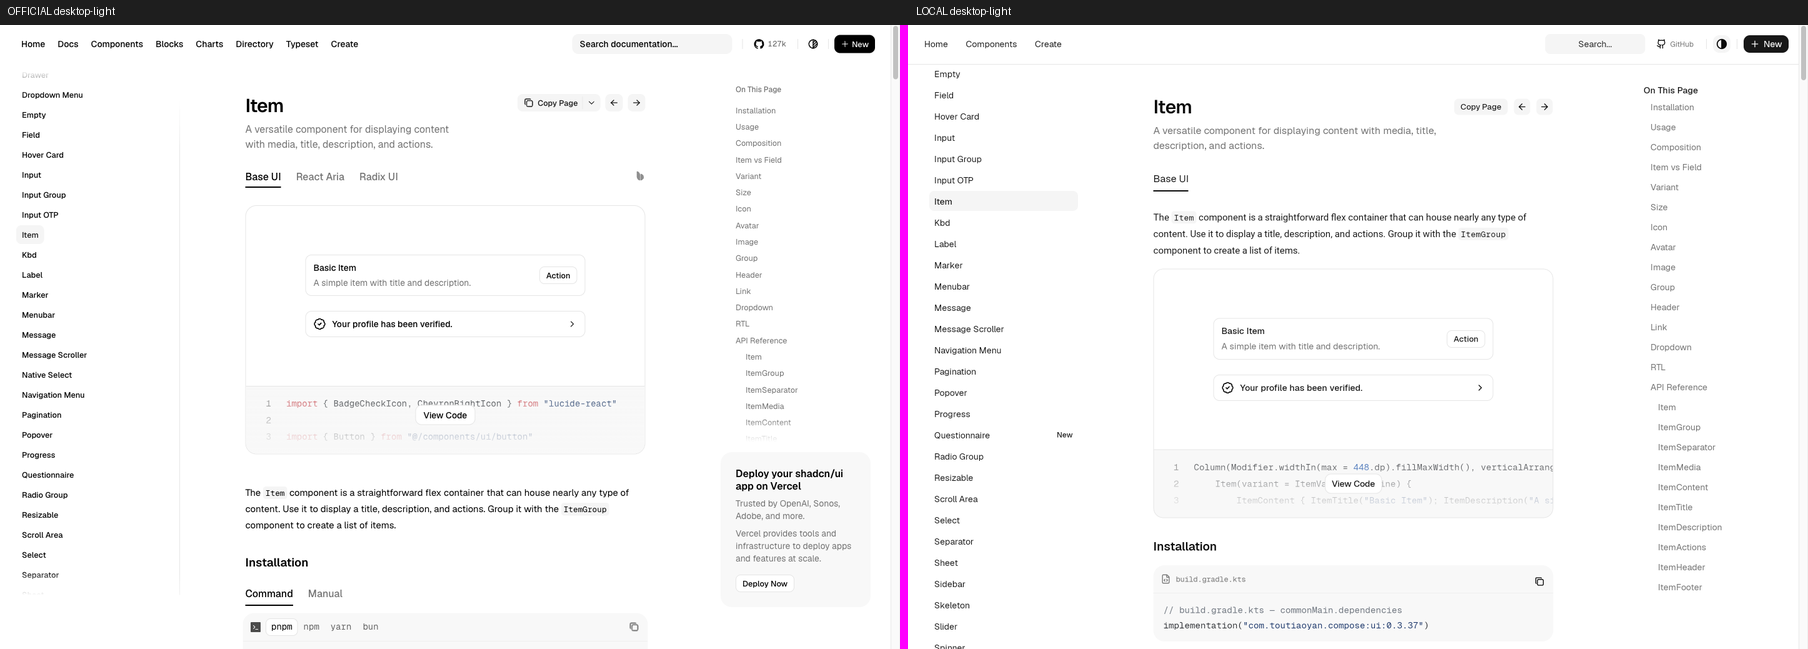 OFFICIAL desktop-light
Home Docs Components Blocks Charts Directory Typeset Create
Search documentation...
127k
+ New
Drawer
Dropdown Menu
Empty
Field
Hover Card
Input
Input Group
Input OTP
Item
Kbd
Label
Marker
Menubar
Message
Message Scroller
Native Select
Navigation Menu
Pagination
Popover
Progress
Questionnaire
Radio Group
Resizable
Scroll Area
Select
Separator
Item
Copy Page
A versatile component for displaying content
with media, title, description, and actions.
Base UI React Aria Radix UI
Basic Item
A simple item with title and description.
Action
Your profile has been verified.
1 import { BadgeCheckIcon, ChevronRightIcon } from "lucide-react"
2
View Code
3 import { Button } from "@/components/ui/button"
The Item component is a straightforward flex container that can house nearly any type of
content. Use it to display a title, description, and actions. Group it with the ItemGroup
component to create a list of items.
Installation
Command Manual
pnpm npm yarn bun
On This Page
Installation
Usage
Composition
Item vs Field
Variant
Size
Icon
Avatar
Image
Group
Header
Link
Dropdown
RTL
API Reference
Item
ItemGroup
ItemSeparator
ItemMedia
ItemContent
ItemTitle
Deploy your shadcn/ui
app on Vercel
Trusted by OpenAI, Sonos,
Adobe, and more.
Vercel provides tools and
infrastructure to deploy apps
and features at scale.
Deploy Now
LOCAL desktop-light
Home Components Create
Search...
GitHub
+ New
Empty
Field
Hover Card
Input
Input Group
Input OTP
Item
Kbd
Label
Marker
Menubar
Message
Message Scroller
Navigation Menu
Pagination
Popover
Progress
Questionnaire New
Radio Group
Resizable
Scroll Area
Select
Separator
Sheet
Sidebar
Skeleton
Slider
Spinner
Item
Copy Page
A versatile component for displaying content with media, title,
description, and actions.
Base UI
The Item component is a straightforward flex container that can house nearly any type of
content. Use it to display a title, description, and actions. Group it with the ItemGroup
component to create a list of items.
Basic Item
A simple item with title and description.
Action
Your profile has been verified.
1 Column(Modifier.widthIn(max = 448.dp).fillMaxWidth(), verticalArrang
2 Item(variant = ItemVa ine) {
View Code
3 ItemContent { ItemTitle("Basic Item"); ItemDescription("A si
Installation
build.gradle.kts
// build.gradle.kts — commonMain.dependencies
implementation("com.toutiaoyan.compose:ui:0.3.37")
On This Page
Installation
Usage
Composition
Item vs Field
Variant
Size
Icon
Avatar
Image
Group
Header
Link
Dropdown
RTL
API Reference
Item
ItemGroup
ItemSeparator
ItemMedia
ItemContent
ItemTitle
ItemDescription
ItemActions
ItemHeader
ItemFooter